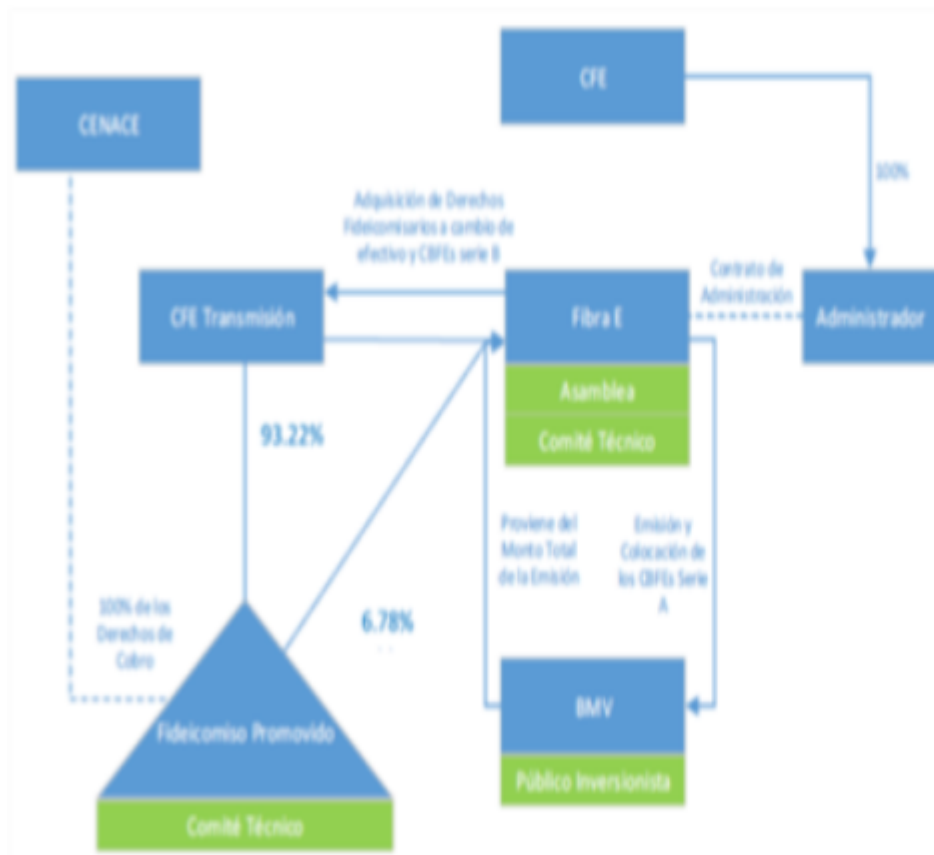 CFE
CENACE
100%
Adquisición de Derechos
Fideicomisarios a cambio de
efectivo y CBFEs serie B
Contrato de
Administración
CFE Transmisión
Fibra E
Administrador
Asamblea
Comité Técnico
93.22%
Proviene del
Monto Total
de la Emisión
Emisión y
Colocación de
los CBFEs Serie
A
100% de los
Derechos de
Cobro
6.78%
BMV
Fideicomiso Promovido
Público Inversionista
Comité Técnico